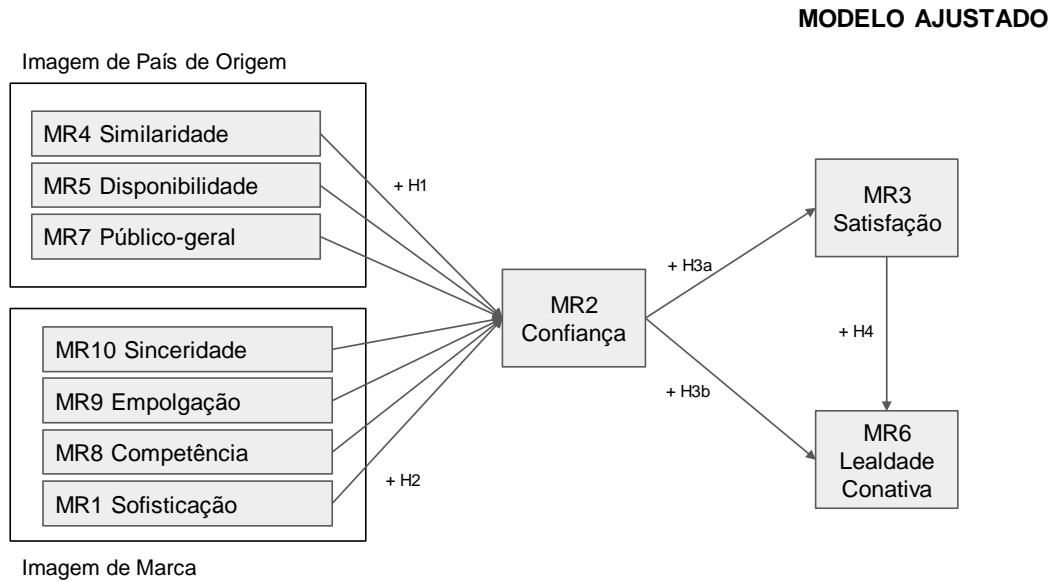 MODELO AJUSTADO
Imagem de País de Origem
MR4 Similaridade
MR5 Disponibilidade
MR7 Público-geral
+ H1
MR10 Sinceridade
MR9 Empolgação
MR8 Competência
MR1 Sofisticação
+ H2
Imagem de Marca
MR2
Confiança
+ H3a
+ H3b
MR3
Satisfação
+ H4
MR6
Lealdade
Conativa